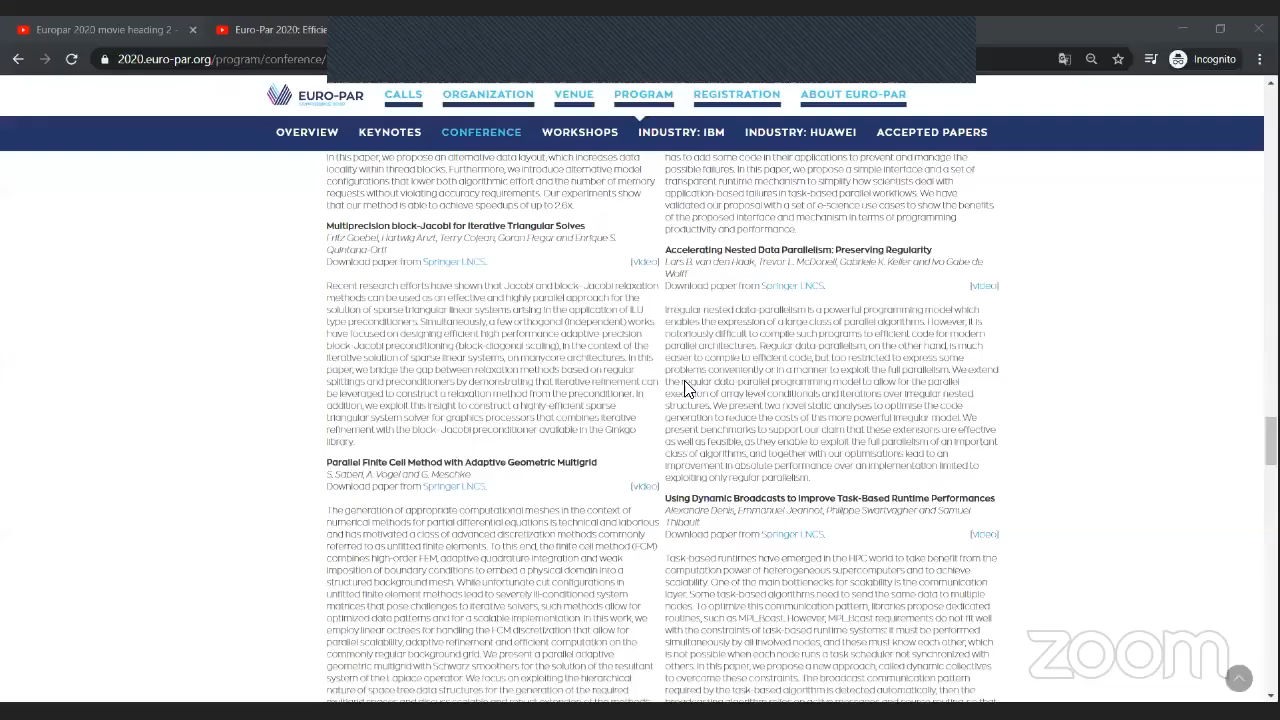 Europar 2020 movie heading 2 -
Euro-Par 2020: Efficie
2020.euro-par.org/program/conference/
Incognito
EURO-PAR
CALLS
ORGANIZATION
VENUE
PROGRAM
REGISTRATION
ABOUT EURO-PAR
OVERVIEW
KEYNOTES
CONFERENCE
WORKSHOPS
INDUSTRY: IBM
INDUSTRY: HUAWEI
ACCEPTED PAPERS
In this paper, we propose an alternative data layout, which increases data
locality within thread blocks. Furthermore, we introduce alternative model
configurations that lower both algorithmic effort and the number of memory
requests without violating accuracy requirements. Our experiments show
that our method is able to achieve speedups of up to 2.6x.
Multiprecision block-Jacobi for Iterative Triangular Solves
Fritz Goebel, Hartwig Anzt, Terry Cojean, Goran Flegar and Enrique S.
Quintana-Ortí
Download paper from Springer LNCS. [video]
Recent research efforts have shown that Jacobi and block-Jacobi relaxation
methods can be used as an effective and highly parallel approach for the
solution of sparse triangular linear systems arising in the application of ILU
type preconditioners. Simultaneously, a few orthogonal (independent) works
have focused on designing efficient high performance adaptive-precision
block-Jacobi preconditioning (block-diagonal scaling), in the context of the
iterative solution of sparse linear systems, on manycore architectures. In this
paper, we bridge the gap between relaxation methods based on regular
splittings and preconditioners by demonstrating that iterative refinement can
be leveraged to construct a relaxation method from the preconditioner. In
addition, we exploit this insight to construct a highly-efficient sparse
triangular system solver for graphics processors that combines iterative
refinement with the block-Jacobi preconditioner available in the Ginkgo
library.
Parallel Finite Cell Method with Adaptive Geometric Multigrid
S. Saberi, A. Vogel and G. Meschke
Download paper from Springer LNCS. [video]
The generation of appropriate computational meshes in the context of
numerical methods for partial differential equations is technical and laborious
and has motivated a class of advanced discretization methods commonly
referred to as unfitted finite elements. To this end, the finite cell method (FCM)
combines high-order FEM, adaptive quadrature integration and weak
imposition of boundary conditions to embed a physical domain into a
structured background mesh. While unfortunate cut configurations in
unfitted finite element methods lead to severely ill-conditioned system
matrices that pose challenges to iterative solvers, such methods allow for
optimized data patterns and for a scalable implementation. In this work, we
employ linear octrees for handling the FCM discretization that allow for
parallel scalability, adaptive refinement and efficient computation on the
commonly regular background grid. We present a parallel adaptive
geometric multigrid with Schwarz smoothers for the solution of the resultant
system of the Laplace operator. We focus on exploiting the hierarchical
nature of space tree data structures for the generation of the required
multigrid spaces and discuss scalable and robust extension of the methods
has to add some code in their applications to prevent and manage the
possible failures. In this paper, we propose a simple interface and a set of
transparent runtime mechanism to simplify how scientists deal with
application-based failures in task-based parallel workflows. We have
validated our proposal with a set of e-science use cases to show the benefits
of the proposed interface and mechanism in terms of programming
productivity and performance.
Accelerating Nested Data Parallelism: Preserving Regularity
Lars B. van den Haak, Trevor L. McDonell, Gabriele K. Keller and Ivo Gabe de
Wolff
Download paper from Springer LNCS. [video]
Irregular nested data-parallelism is a powerful programming model which
enables the expression of a large class of parallel algorithms. However, it is
notoriously difficult to compile such programs to efficient code for modern
parallel architectures. Regular data-parallelism, on the other hand, is much
easier to compile to efficient code, but too restricted to express some
problems conveniently or in a manner to exploit the full parallelism. We extend
the regular data-parallel programming model to allow for the parallel
execution of array level conditionals and iterations over irregular nested
structures. We present two novel static analyses to optimise the code
generation to reduce the costs of this more powerful irregular model. We
present benchmarks to support our claim that these extensions are effective
as well as feasible, as they enable to exploit the full parallelism of an important
class of algorithms, and together with our optimisations lead to an
improvement in absolute performance over an implementation limited to
exploiting only regular parallelism.
Using Dynamic Broadcasts to Improve Task-Based Runtime Performances
Alexandre Denis, Emmanuel Jeannot, Philippe Swartvagher and Samuel
Thibault
Download paper from Springer LNCS. [video]
Task-based runtimes have emerged in the HPC world to take benefit from the
computation power of heterogeneous supercomputers and to achieve
scalability. One of the main bottlenecks for scalability is the communication
layer. Some task-based algorithms need to send the same data to multiple
nodes. To optimize this communication pattern, libraries propose dedicated
routines, such as MPI_Bcast. However, MPI_Bcast requirements do not fit well
with the constraints of task-based runtime systems: it must be performed
simultaneously by all involved nodes, and these must know each other, which
is not possible when each node runs a task scheduler not synchronized with
others. In this paper, we propose a new approach, called dynamic collectives
to overcome these constraints. The broadcast communication pattern
required by the task-based algorithm is detected automatically, then the
broadcasting algorithm relies on active messages and source routing, so that
zoom